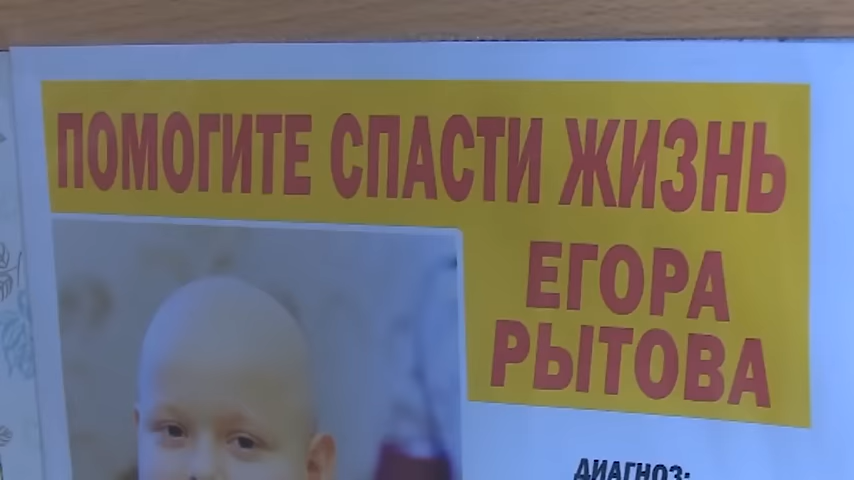 ПОМОГИТЕ СПАСТИ ЖИЗНЬ
ЕГОРА
РЫТОВА
ДИАГНОЗ: